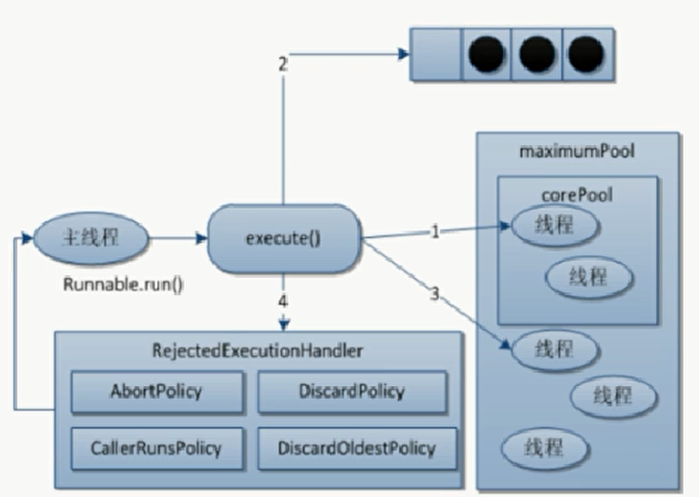 2
maximumPool
corePool
线程
线程
主线程
execute()
1
3
Runnable.run()
4
线程
线程
线程
RejectedExecutionHandler
AbortPolicy
DiscardPolicy
CallerRunsPolicy
DiscardOldestPolicy